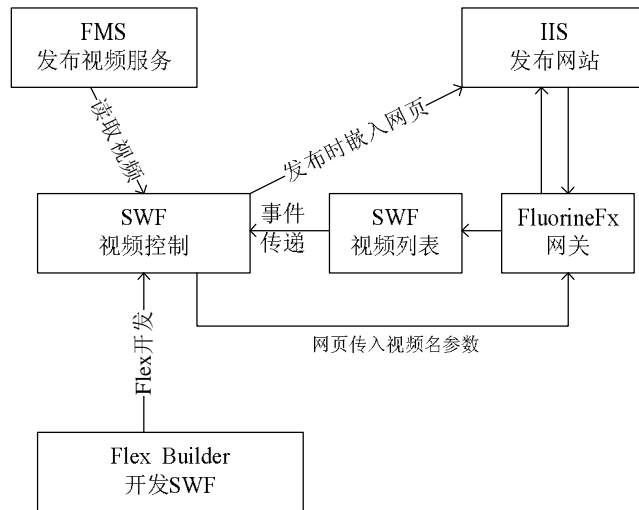 FMS
发布视频服务
IIS
发布网站
读取视频
发布时嵌入网页
SWF
视频控制
事件
传递
SWF
视频列表
FluorineFx
网关
Flex开发
网页传入视频名参数
Flex Builder
开发SWF